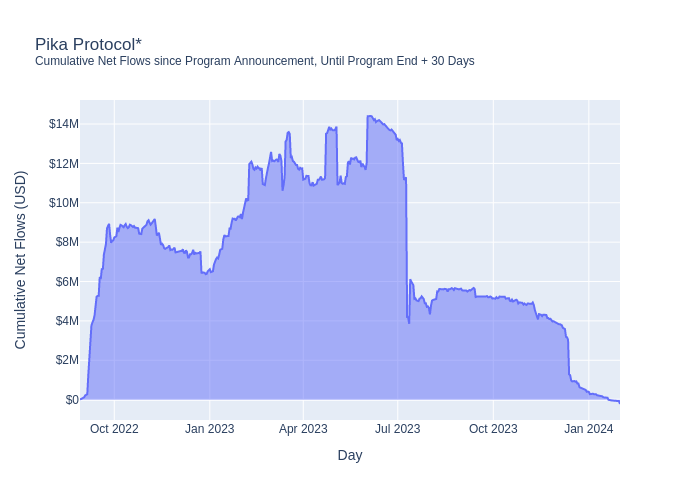 Pika Protocol*
Cumulative Net Flows since Program Announcement, Until Program End + 30 Days
Cumulative Net Flows (USD)
$14M
$12M
$10M
$8M
$6M
$4M
$2M
$0
Oct 2022 Jan 2023 Apr 2023 Jul 2023 Oct 2023 Jan 2024
Day